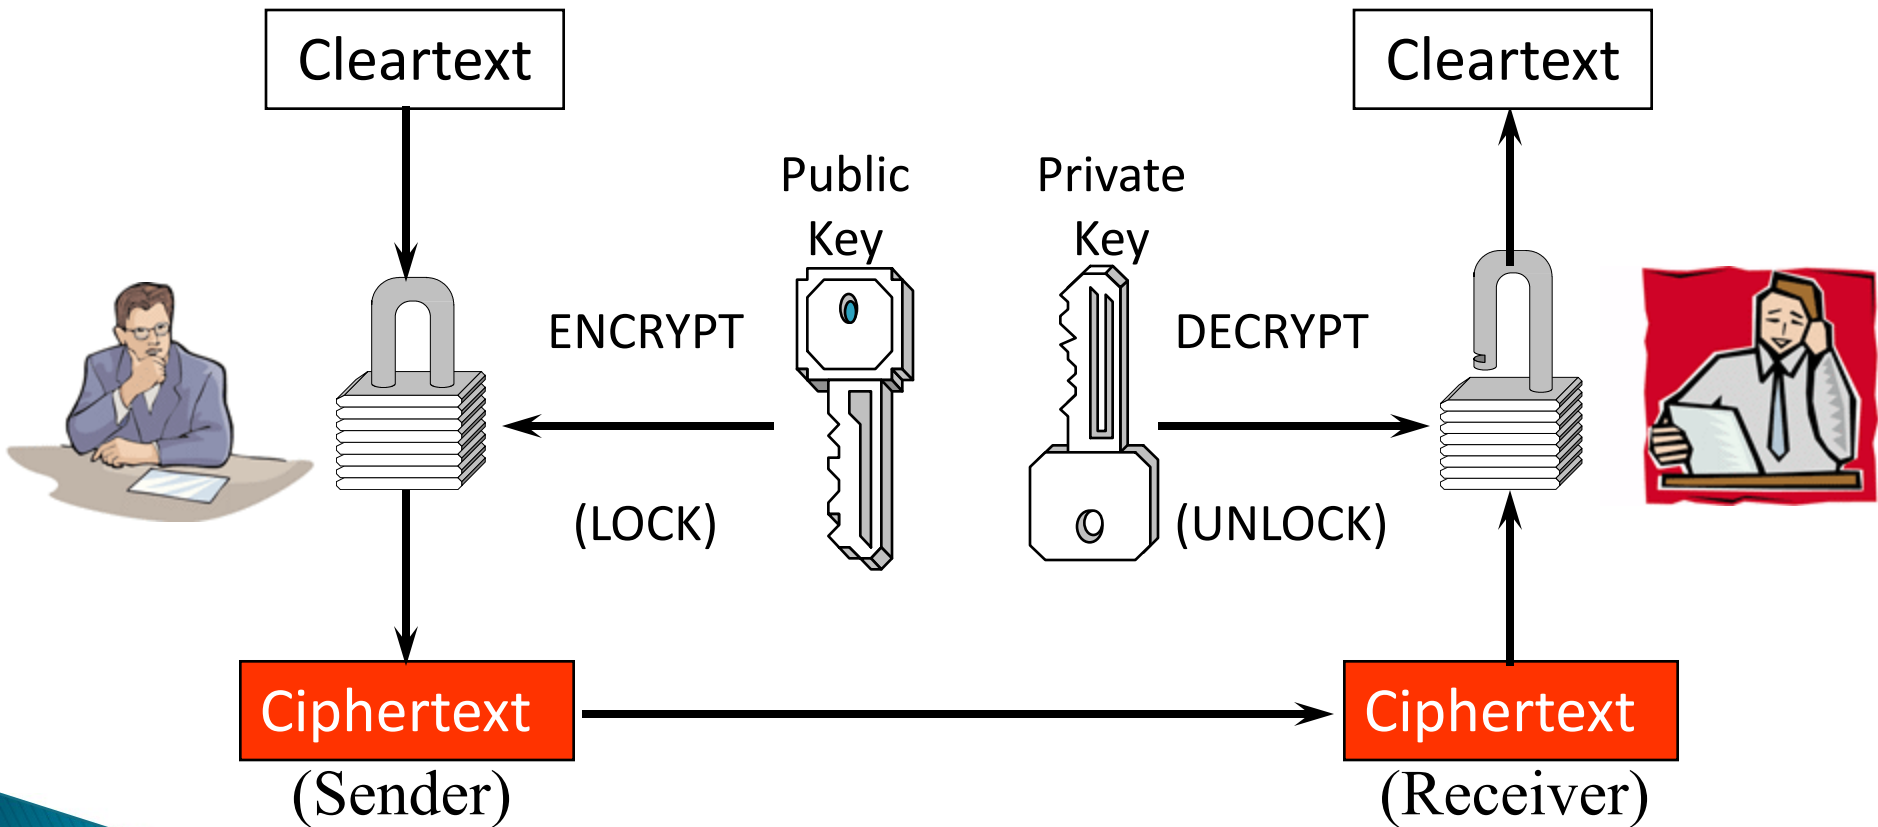 Cleartext
Cleartext
Public
Key
Private
Key
ENCRYPT
DECRYPT
(LOCK)
(UNLOCK)
Ciphertext
Ciphertext
(Sender)
(Receiver)